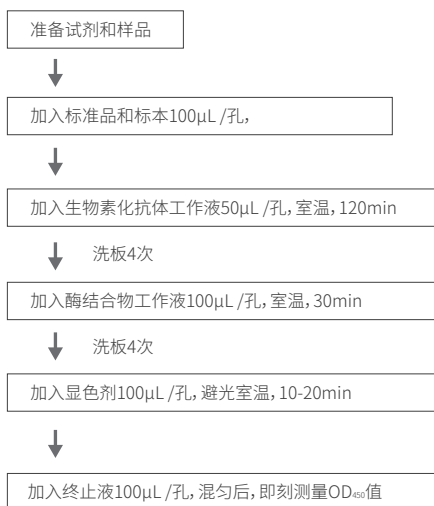 准备试剂和样品
加入标准品和标本100μL /孔，
加入生物素化抗体工作液50μL /孔，室温，120min
洗板4次
加入酶结合物工作液100μL /孔，室温，30min
洗板4次
加入显色剂100μL /孔，避光室温，10-20min
加入终止液100μL /孔，混匀后，即刻测量OD₄₅₀值